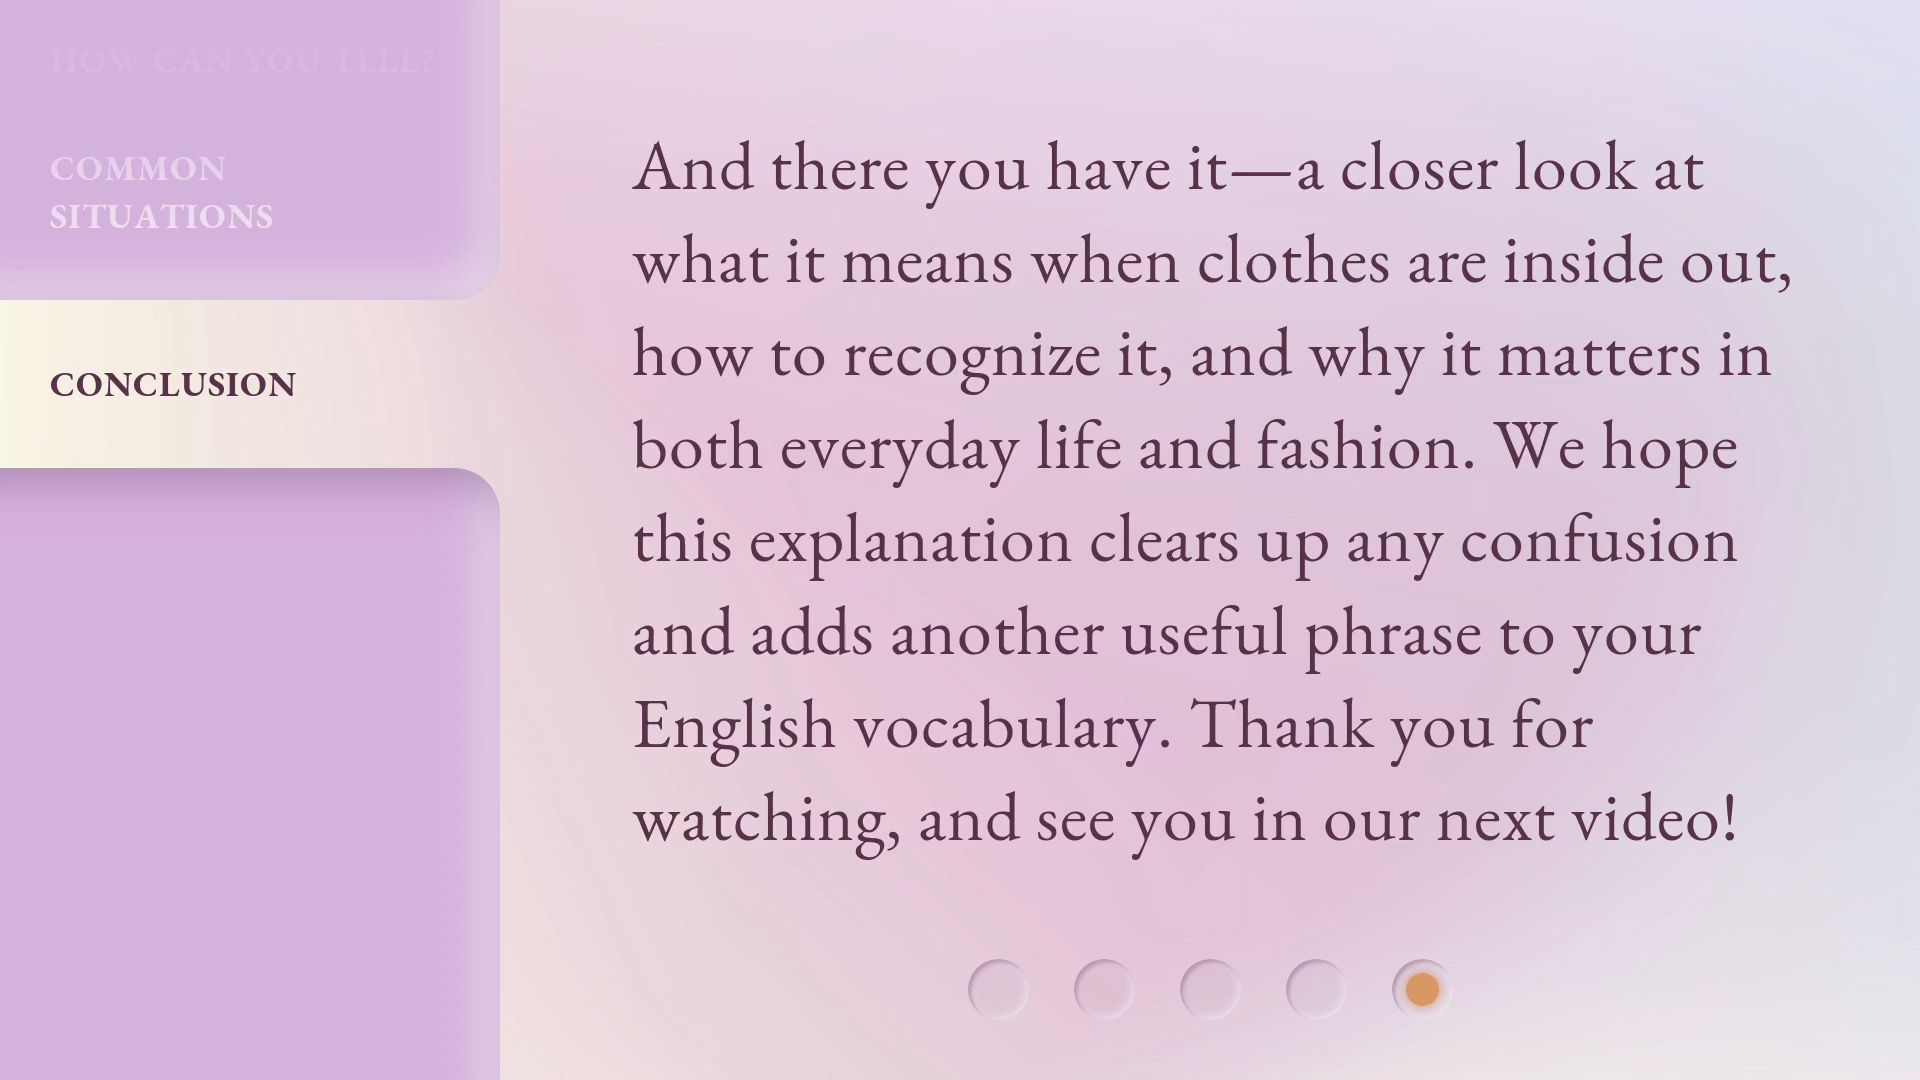 HOW CAN YOU TELL?
COMMON
SITUATIONS
CONCLUSION
And there you have it—a closer look at
what it means when clothes are inside out,
how to recognize it, and why it matters in
both everyday life and fashion. We hope
this explanation clears up any confusion
and adds another useful phrase to your
English vocabulary. Thank you for
watching, and see you in our next video!